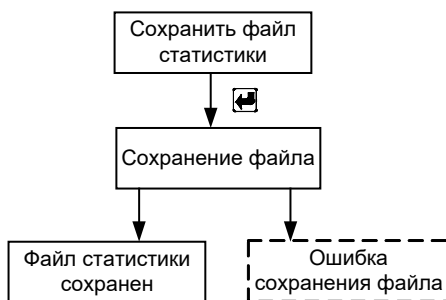 Сохранить файл
статистики
Сохранение файла
Файл статистики
сохранен
Ошибка
сохранения файла